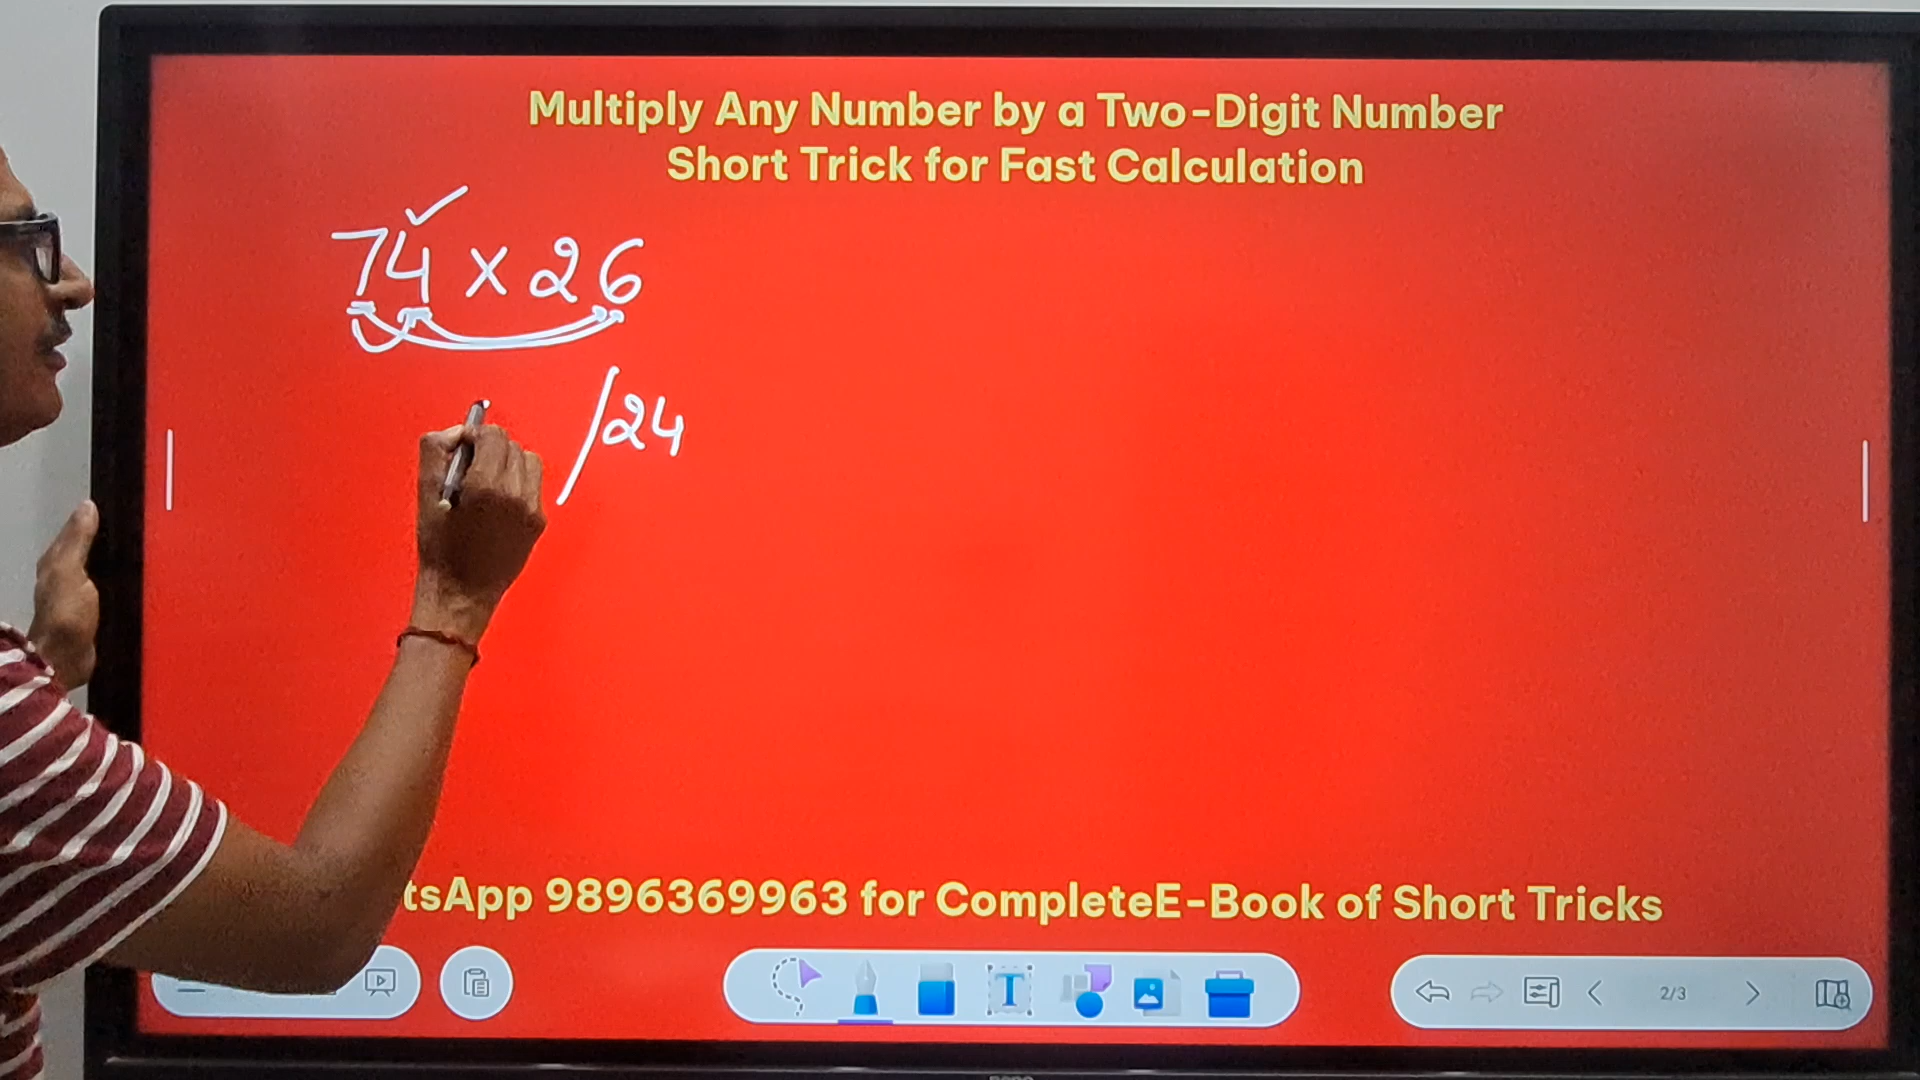 Multiply Any Number by a Two-Digit Number
Short Trick for Fast Calculation
74 x 26
/24
tsApp 9896369963 for CompleteE-Book of Short Tricks
T
2/3